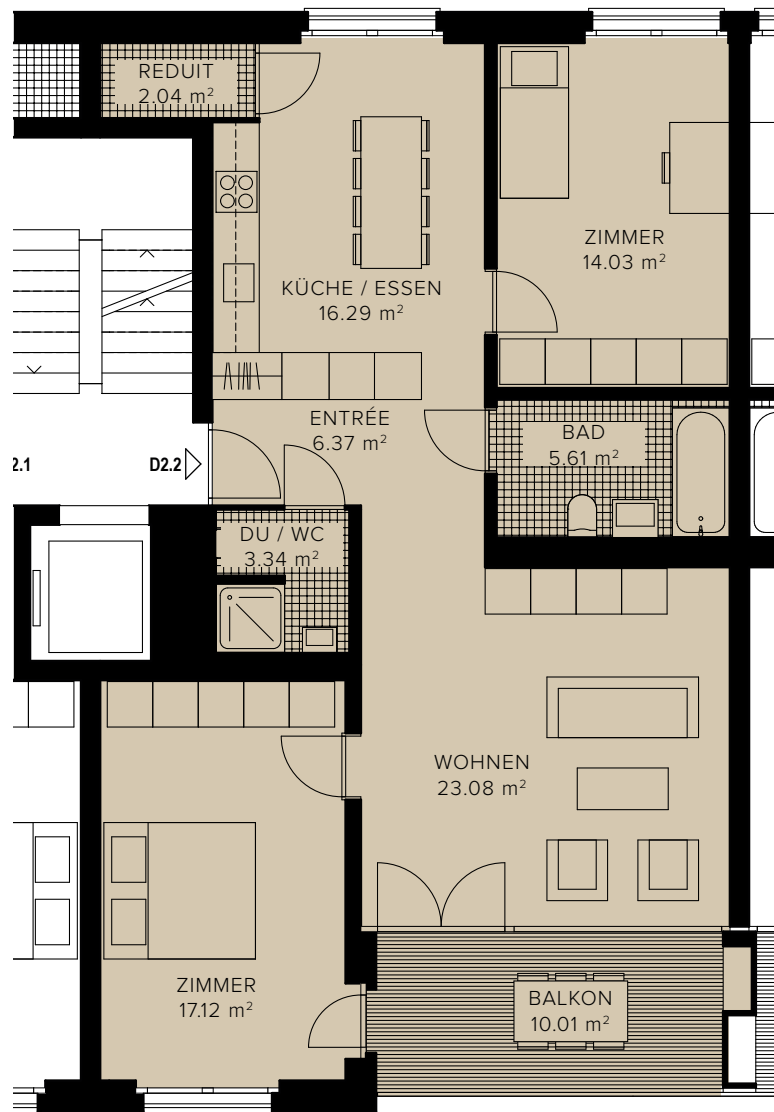 REDUIT
2.04 m²
ZIMMER
14.03 m²
KÜCHE / ESSEN
16.29 m²
ENTRÉE
6.37 m²
BAD
5.61 m²
2.1
D2.2
DU / WC
3.34 m²
WOHNEN
23.08 m²
ZIMMER
17.12 m²
BALKON
10.01 m²